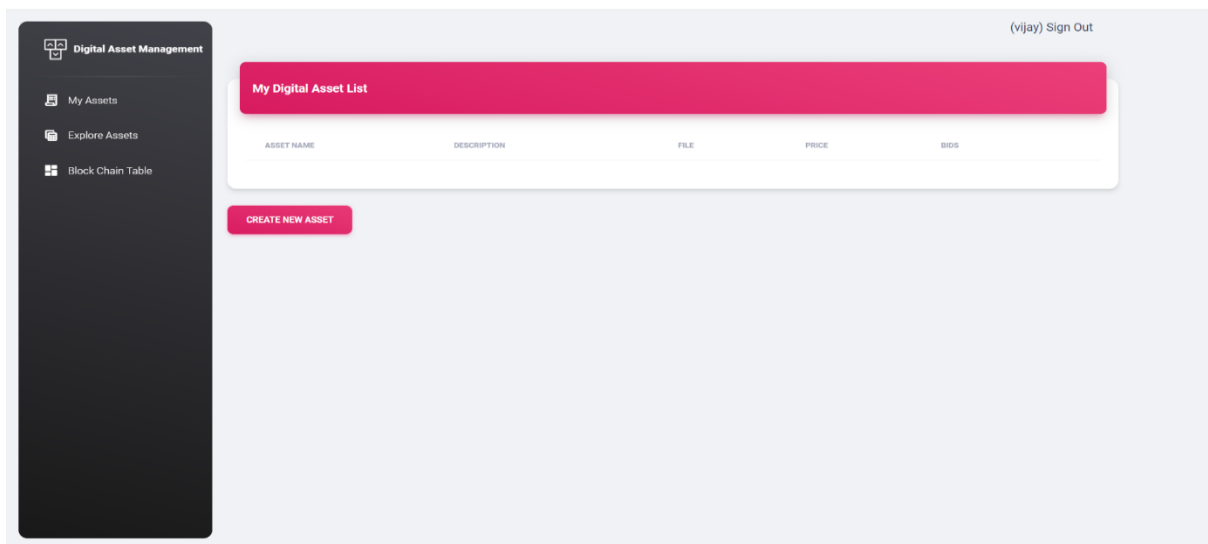 (vijay) Sign Out
Digital Asset Management
My Assets
Explore Assets
Block Chain Table
My Digital Asset List
ASSET NAME DESCRIPTION FILE PRICE BIDS
CREATE NEW ASSET